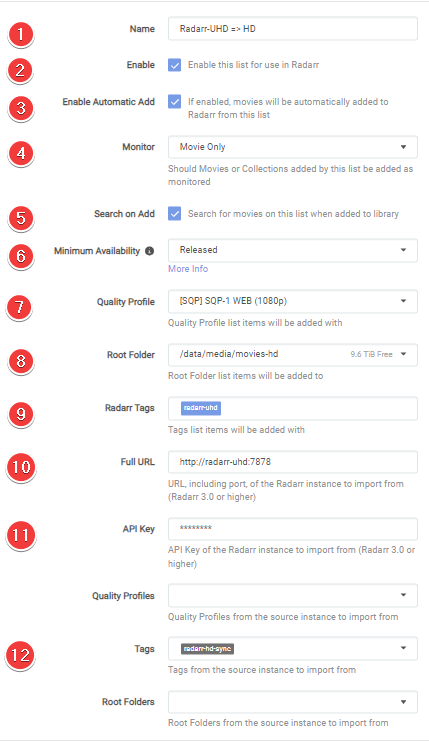 1 Name Radarr-UHD => HD
2 Enable Enable this list for use in Radarr
3 Enable Automatic Add If enabled, movies will be automatically added to
Radarr from this list
4 Monitor Movie Only
Should Movies or Collections added by this list be added as
monitored
5 Search on Add Search for movies on this list when added to library
6 Minimum Availability Released
More Info
7 Quality Profile [SQP] SQP-1 WEB (1080p)
Quality Profile list items will be added with
8 Root Folder /data/media/movies-hd 9.6 TiB Free
Root Folder list items will be added to
9 Radarr Tags radarr-uhd
Tags list items will be added with
10 Full URL http://radarr-uhd:7878
URL, including port, of the Radarr instance to import from
(Radarr 3.0 or higher)
11 API Key ********
API Key of the Radarr instance to import from (Radarr 3.0 or
higher)
Quality Profiles
Quality Profiles from the source instance to import from
12 Tags radarr-hd-sync
Tags from the source instance to import from
Root Folders
Root Folders from the source instance to import from